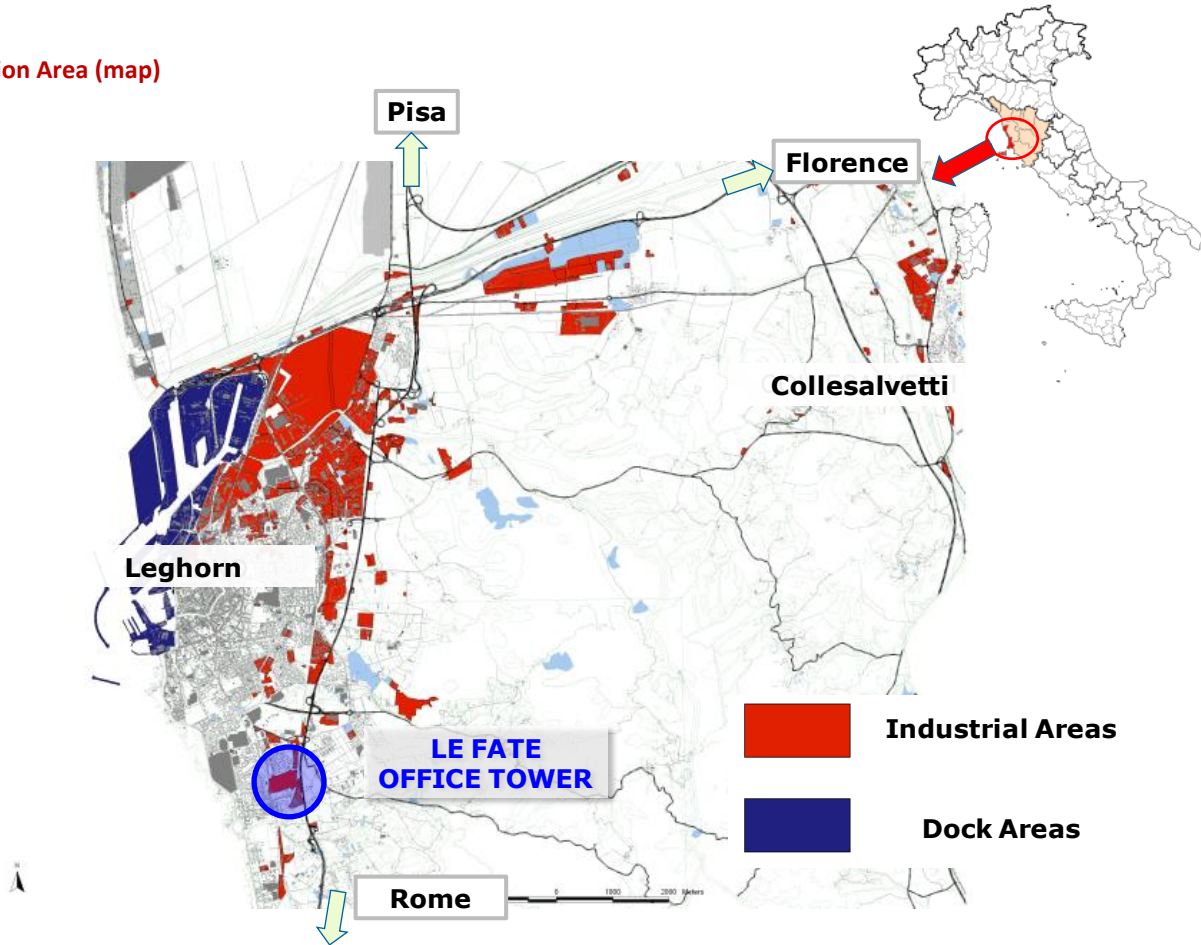 ion Area (map)
Pisa
Florence
Collesalvetti
Leghorn
LE FATE
OFFICE TOWER
Industrial Areas
Dock Areas
N
Rome
0 1000 2000 Meters